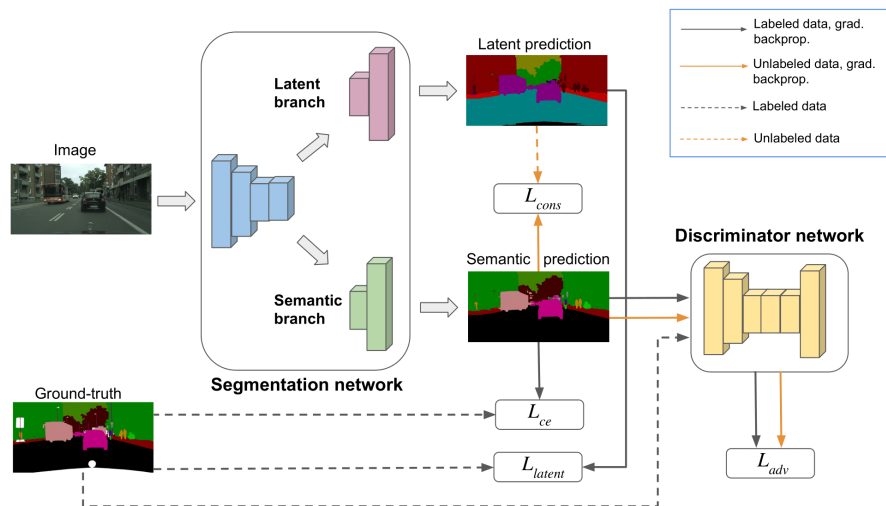 Latent prediction
Labeled data, grad.
backprop.
Unlabeled data, grad.
backprop.
Labeled data
Unlabeled data
Latent
branch
Image
L_cons
Discriminator network
Semantic prediction
Semantic
branch
Segmentation network
Ground-truth
L_ce
L_latent
L_adv